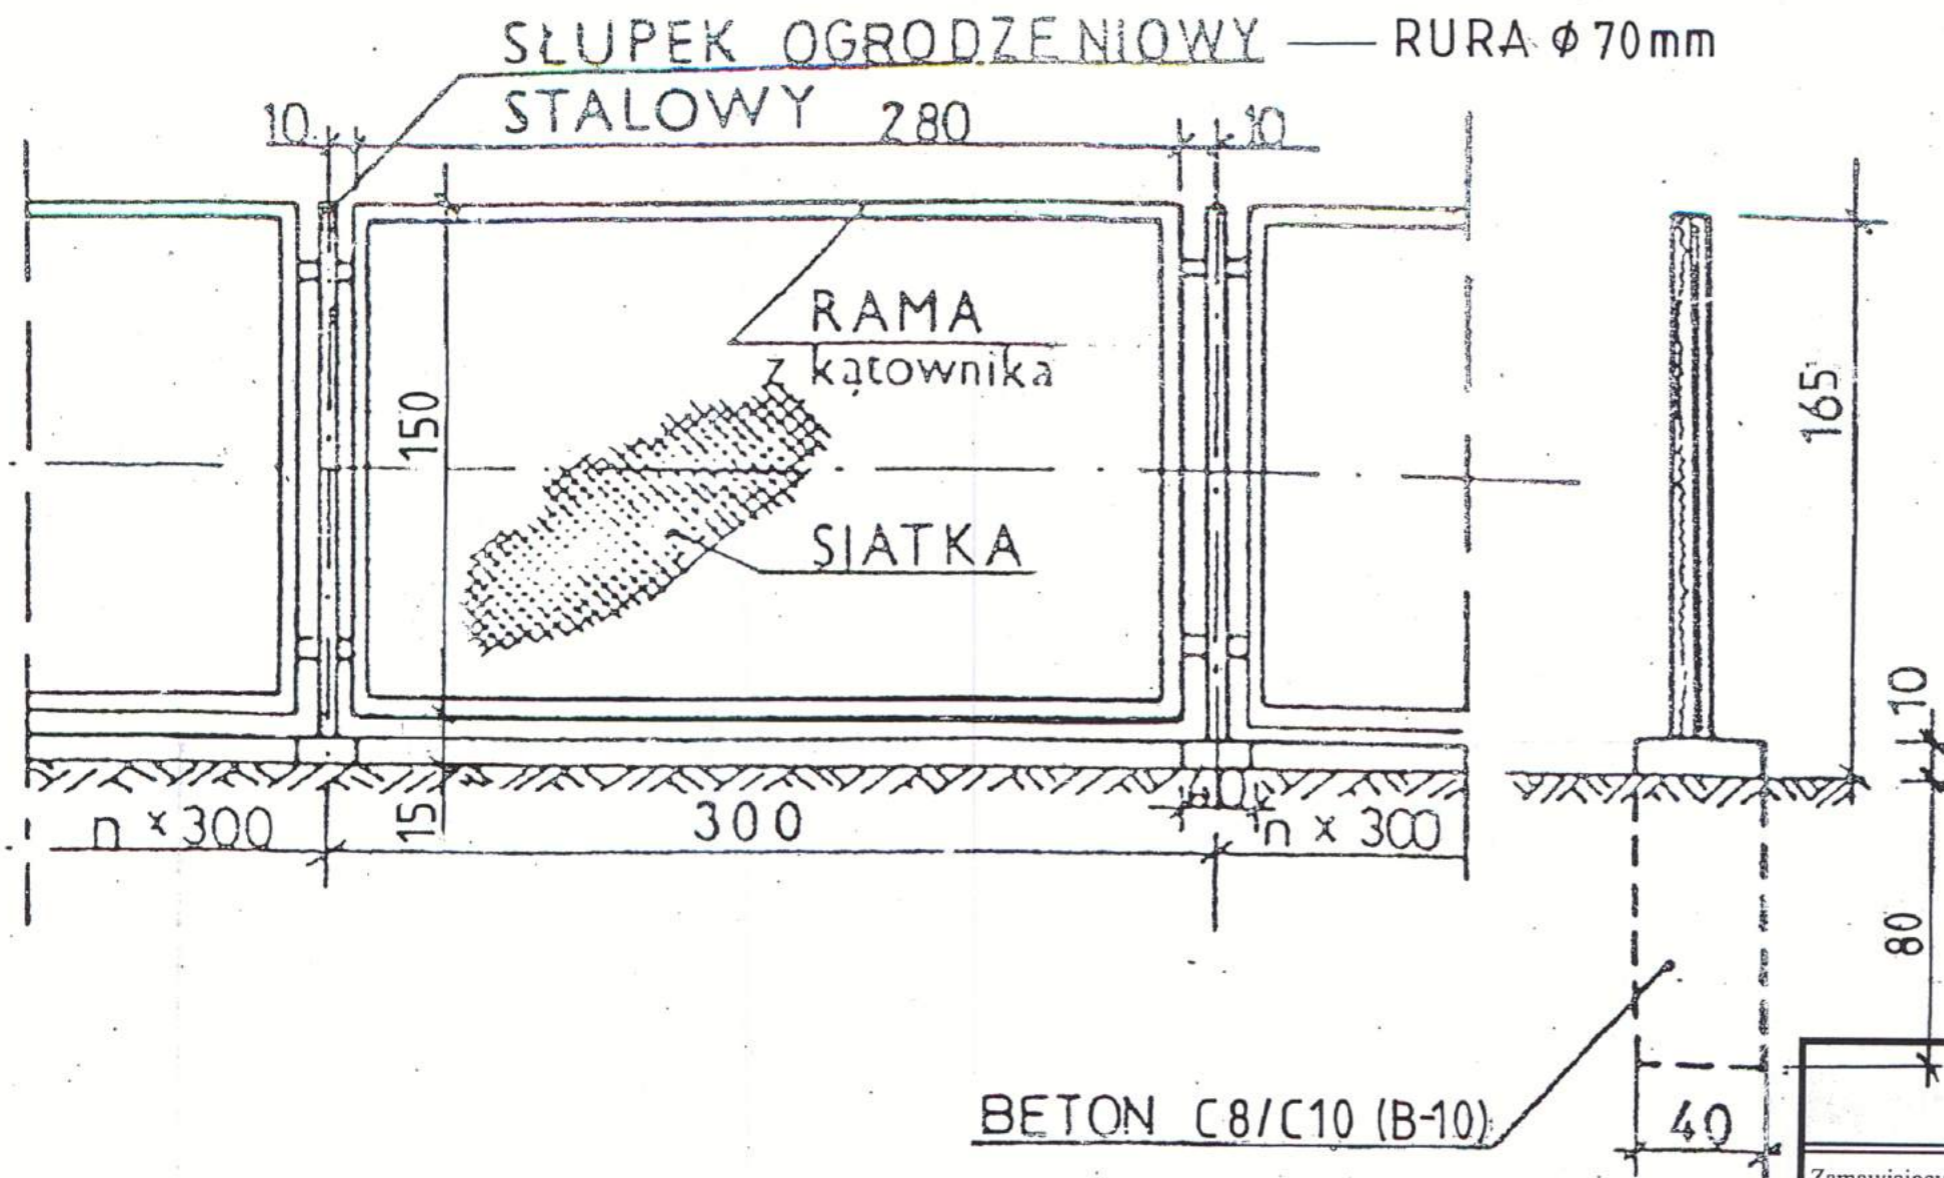 SŁUPEK OGRODZENIOWY — RURA ϕ 70mm
STALOWY
10
280
10
RAMA
z kątownika
150
165
SIATKA
10
15
n × 300
300
n × 300
80
BETON C8/C10 (B-10)
40